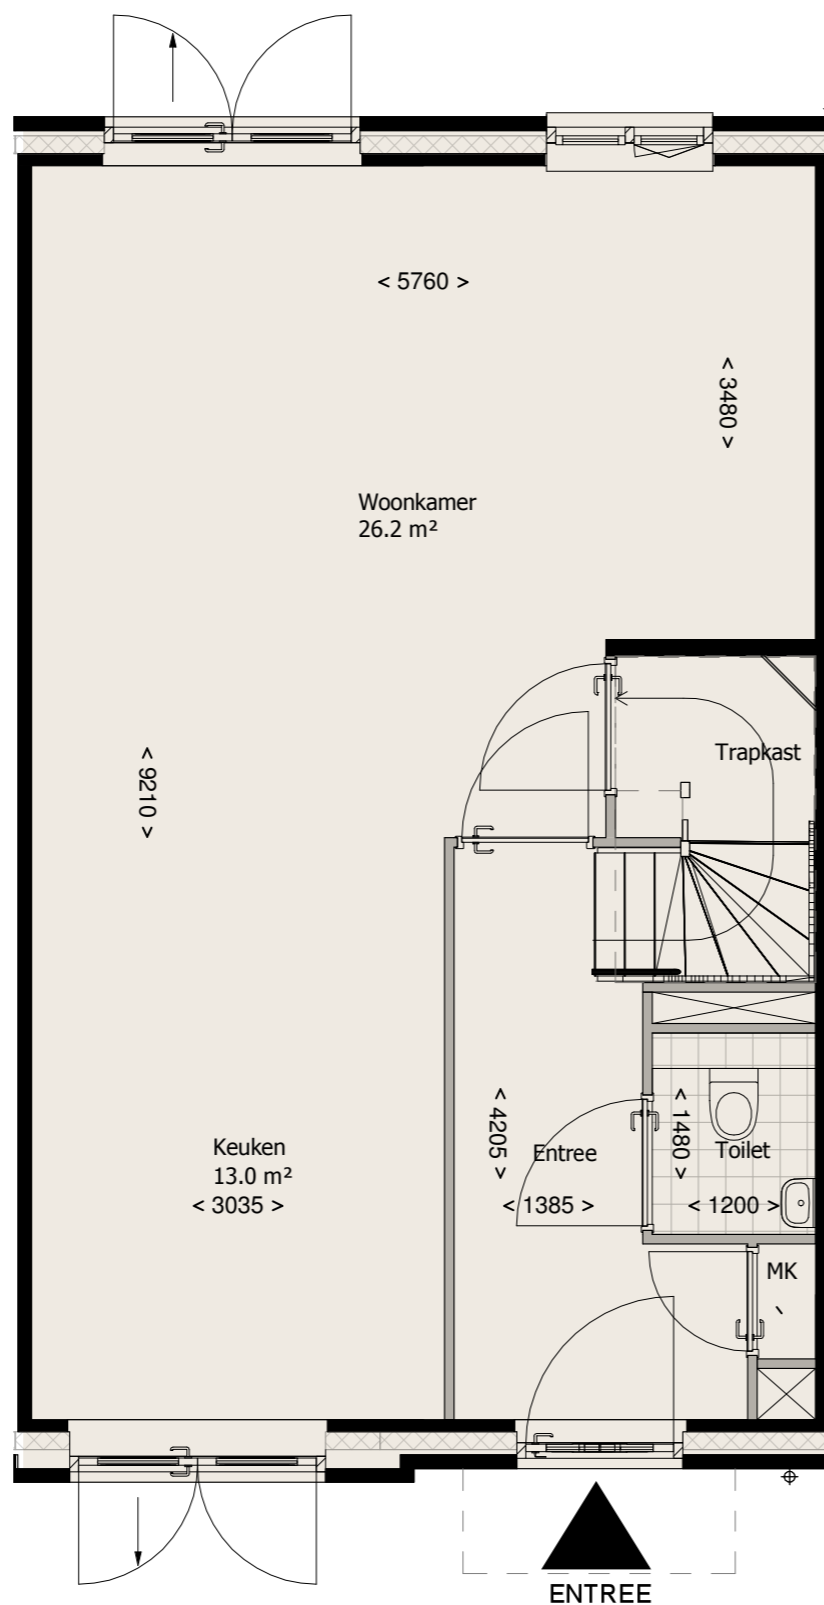 < 5760 >
< 3480 >
Woonkamer
26.2 m²
Trapkast
< 9210 >
Keuken
13.0 m²
< 3035 >
< 4205 >
Entree
< 1385 >
< 1480 >
Toilet
< 1200 >
MK
ENTREE